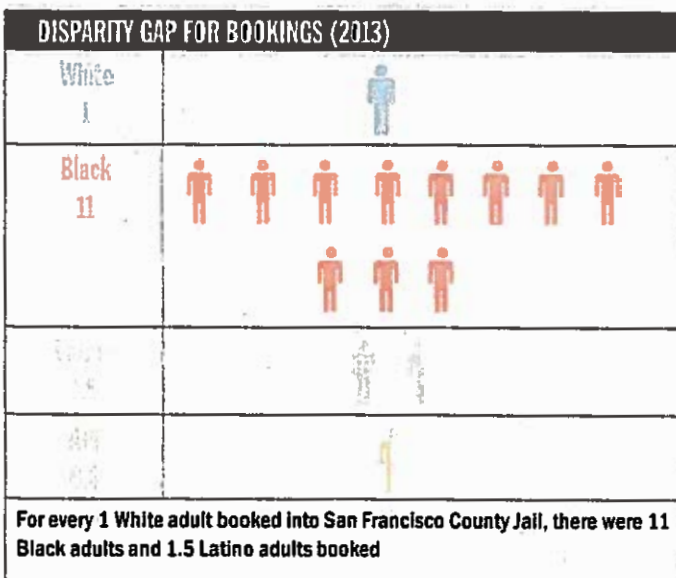 DISPARITY GAP FOR BOOKINGS (2013)
White
1
Black
11
API
For every 1 White adult booked into San Francisco County Jail, there were 11
Black adults and 1.5 Latino adults booked